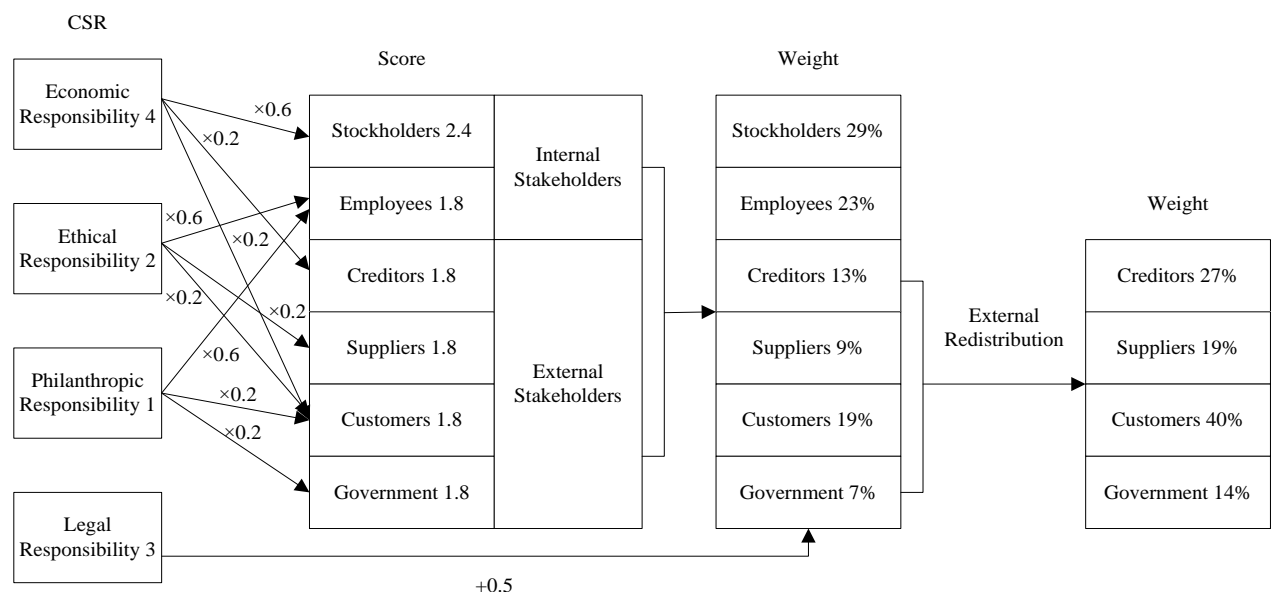 CSR
Economic
Responsibility 4
Ethical
Responsibility 2
Philanthropic
Responsibility 1
Legal
Responsibility 3
×0.6
×0.2
×0.6
×0.2
×0.2
×0.2
×0.6
×0.2
×0.2
+0.5
Score
Stockholders 2.4
Employees 1.8
Creditors 1.8
Suppliers 1.8
Customers 1.8
Government 1.8
Internal
Stakeholders
External
Stakeholders
Weight
Stockholders 29%
Employees 23%
Creditors 13%
Suppliers 9%
Customers 19%
Government 7%
External
Redistribution
Weight
Creditors 27%
Suppliers 19%
Customers 40%
Government 14%